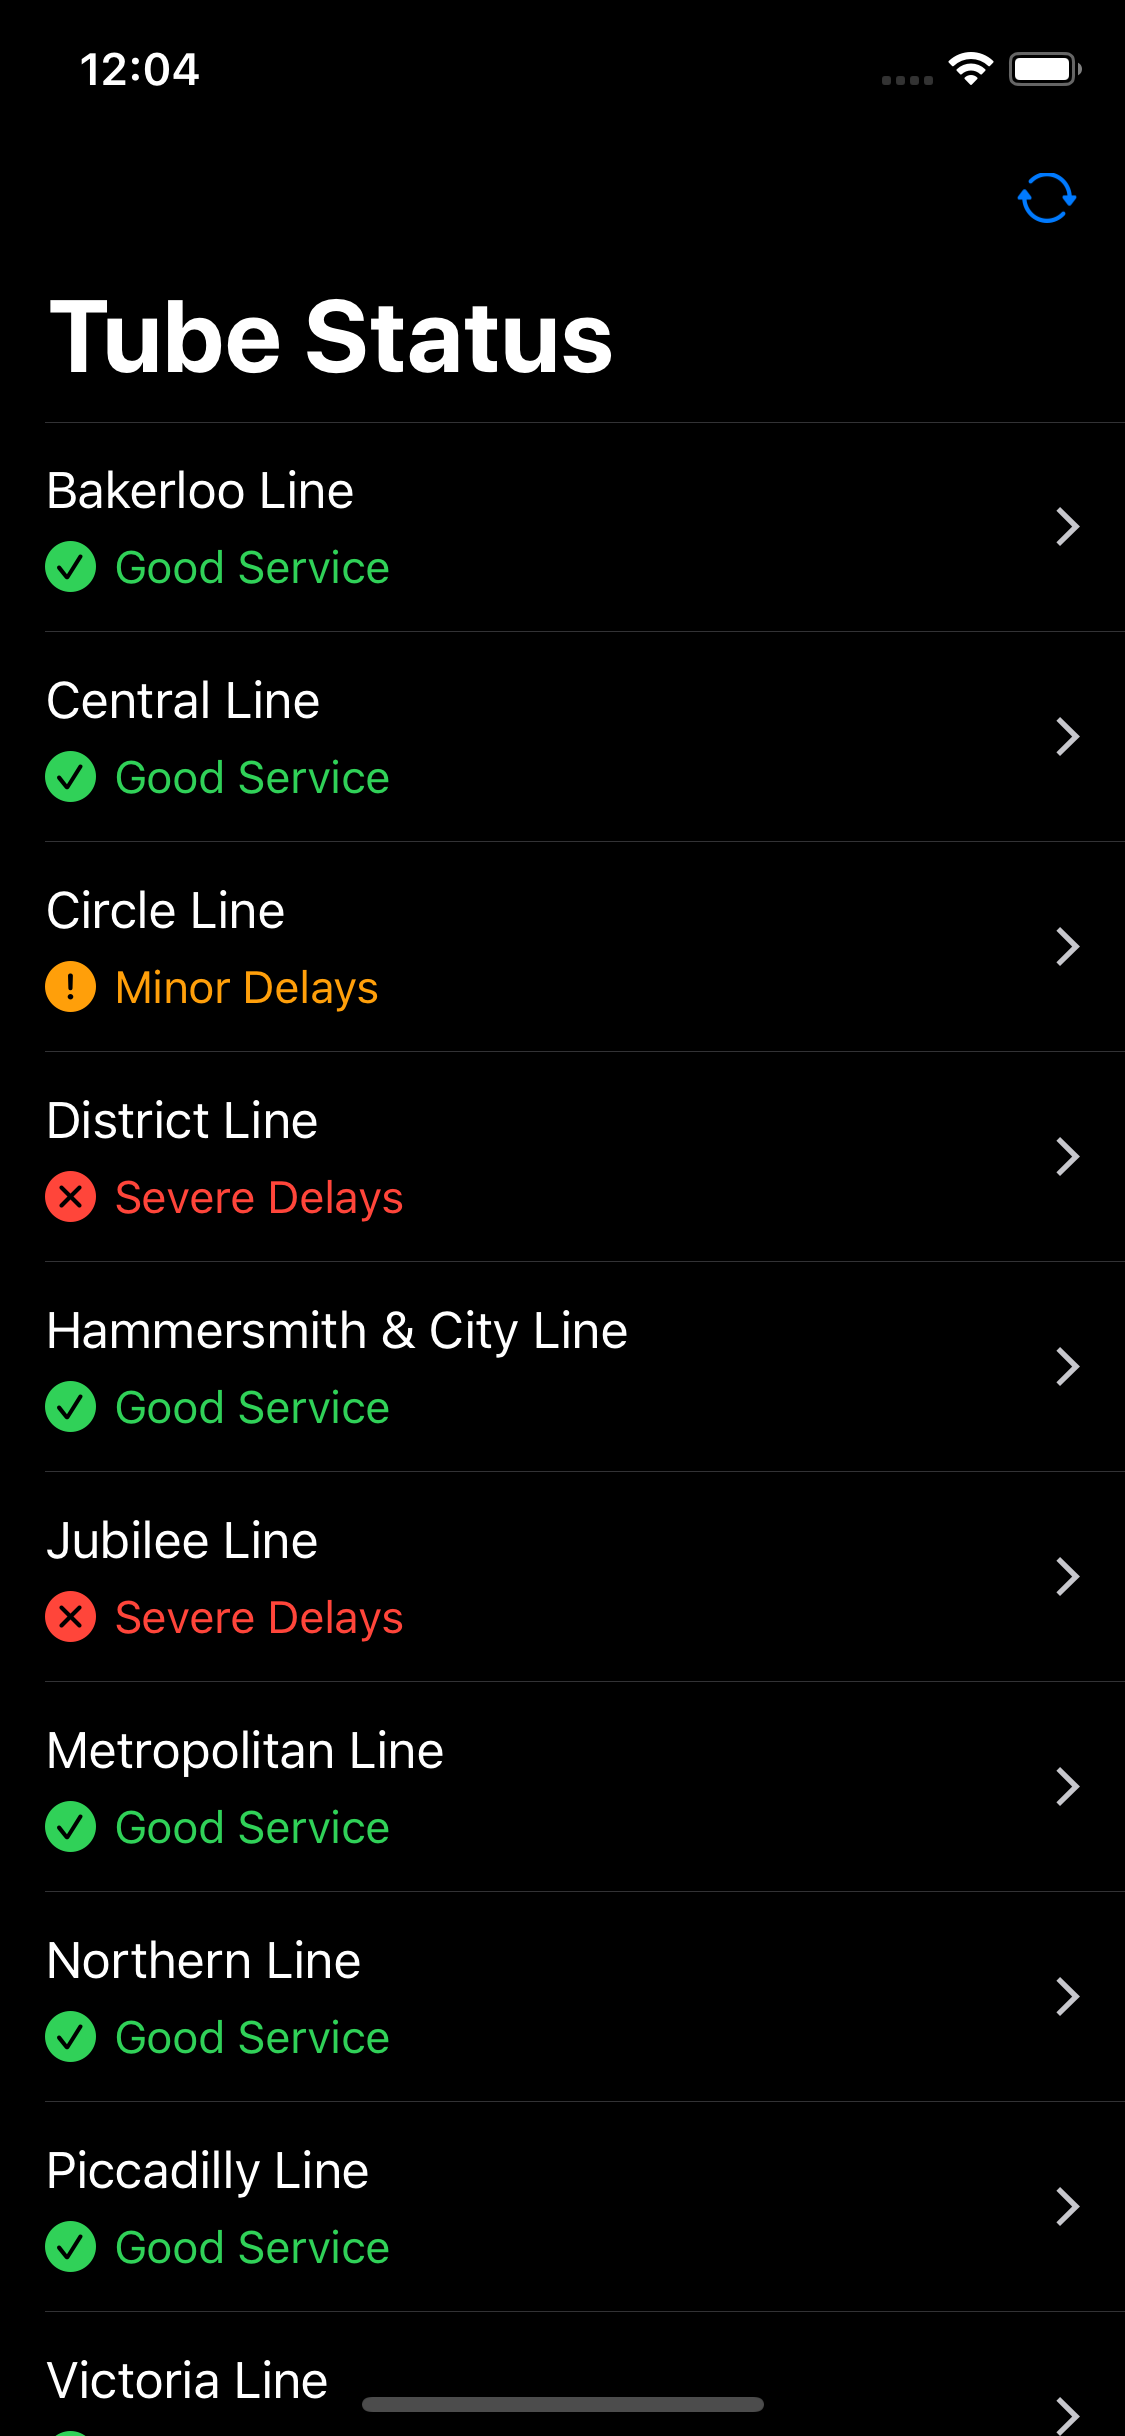 12:04
Tube Status
Bakerloo Line
Good Service
Central Line
Good Service
Circle Line
Minor Delays
District Line
Severe Delays
Hammersmith & City Line
Good Service
Jubilee Line
Severe Delays
Metropolitan Line
Good Service
Northern Line
Good Service
Piccadilly Line
Good Service
Victoria Line